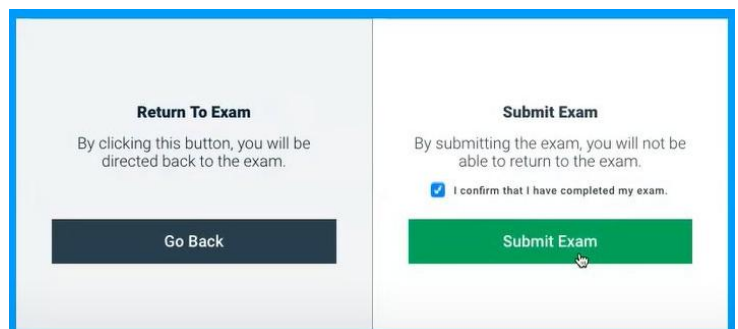 Return To Exam
By clicking this button, you will be
directed back to the exam.
Go Back
Submit Exam
By submitting the exam, you will not be
able to return to the exam.
I confirm that I have completed my exam.
Submit Exam